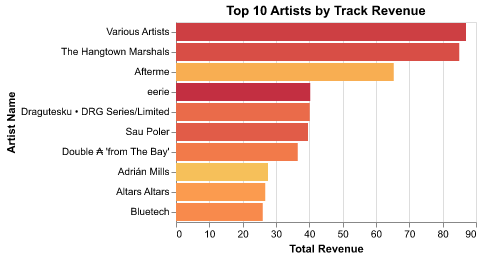 Top 10 Artists by Track Revenue
Artist Name
Various Artists
The Hangtown Marshals
Afterme
eerie
Dragutesku • DRG Series/Limited
Sau Poler
Double ₳ 'from The Bay'
Adrián Mills
Altars Altars
Bluetech
0 10 20 30 40 50 60 70 80 90
Total Revenue